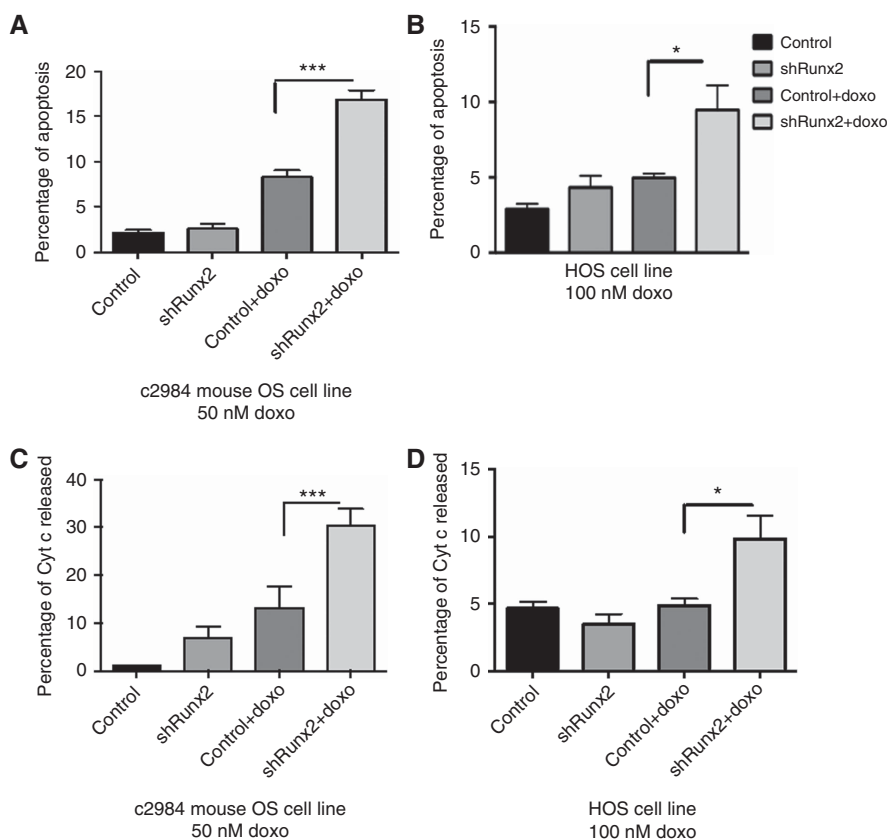 A
Percentage of apoptosis
20
15
10
5
0
***
Control
shRunx2
Control+doxo
shRunx2+doxo
c2984 mouse OS cell line
50 nM doxo
B
Percentage of apoptosis
15
10
5
0
*
HOS cell line
100 nM doxo
Control
shRunx2
Control+doxo
shRunx2+doxo
C
Percentage of Cyt c released
40
30
20
10
0
***
Control
shRunx2
Control+doxo
shRunx2+doxo
c2984 mouse OS cell line
50 nM doxo
D
Percentage of Cyt c released
15
10
5
0
*
Control
shRunx2
Control+doxo
shRunx2+doxo
HOS cell line
100 nM doxo